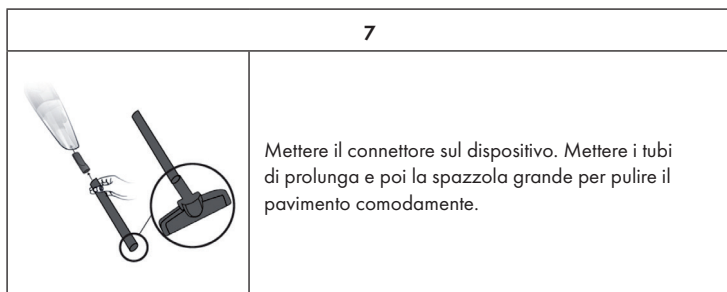 7
Mettere il connettore sul dispositivo. Mettere i tubi
di prolunga e poi la spazzola grande per pulire il
pavimento comodamente.